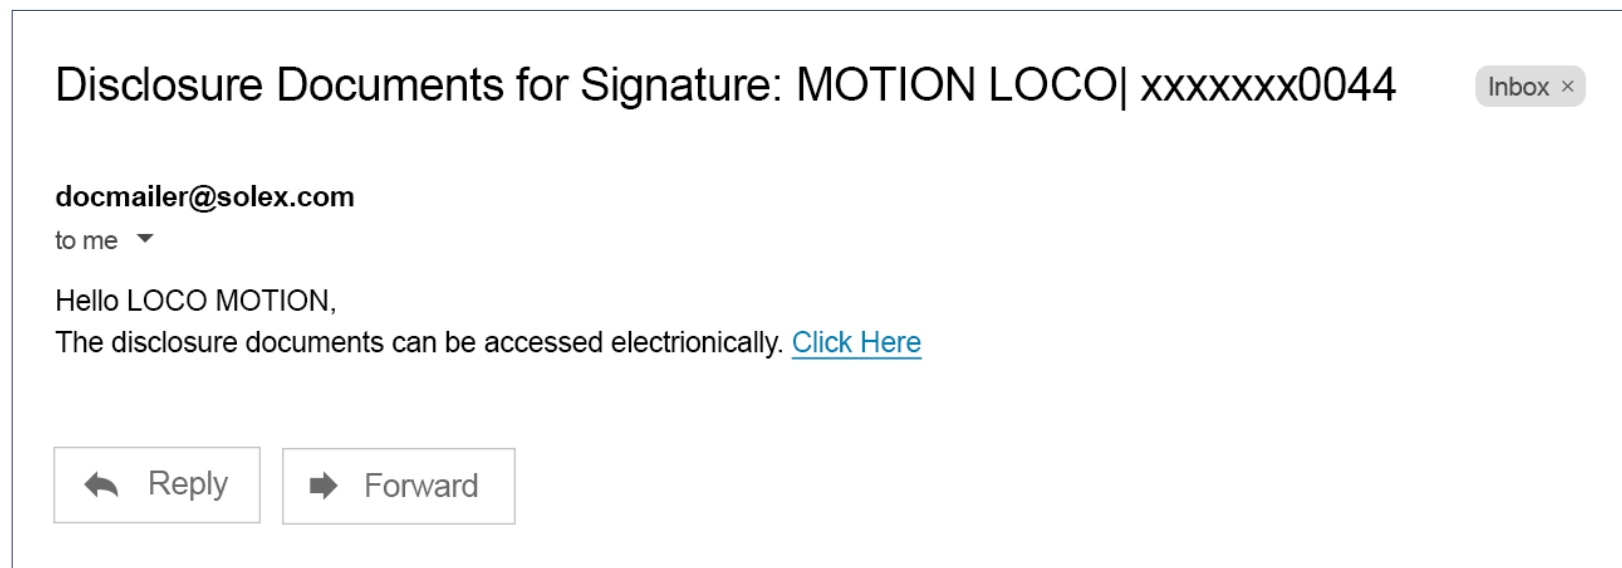 Disclosure Documents for Signature: MOTION LOCO| xxxxxxx0044
Inbox ×
docmailer@solex.com
to me
Hello LOCO MOTION,
The disclosure documents can be accessed electrionically. Click Here
Reply
Forward